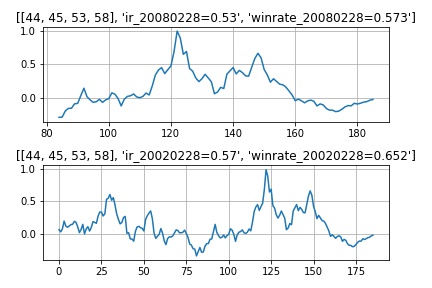 [[44, 45, 53, 58], 'ir_20080228=0.53', 'winrate_20080228=0.573']
1.0
0.5
0.0
80 100 120 140 160 180
[[44, 45, 53, 58], 'ir_20020228=0.57', 'winrate_20020228=0.652']
1.0
0.5
0.0
0 25 50 75 100 125 150 175